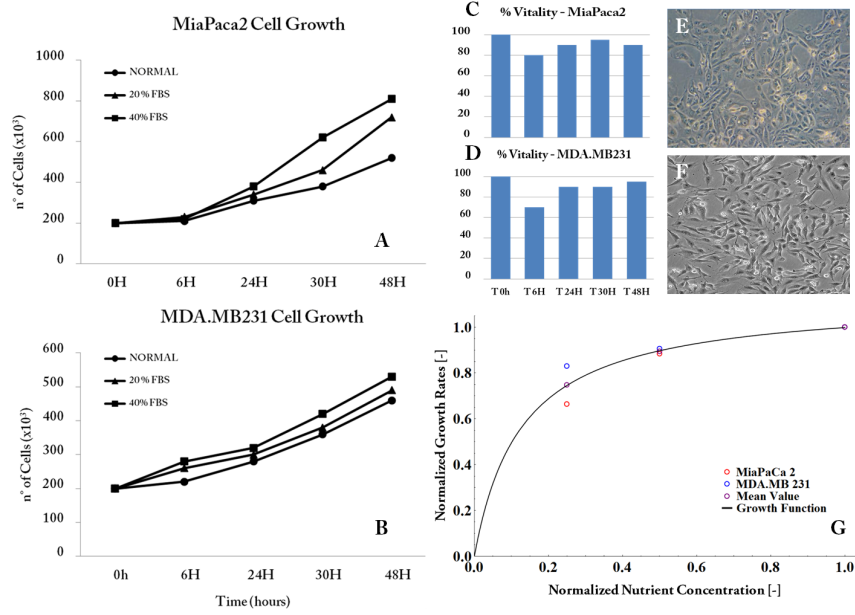 MiaPaca2 Cell Growth
NORMAL
20% FBS
40% FBS
1000
800
600
400
200
0
n° of Cells (x10³)
0H 6H 24H 30H 48H
A
MDA.MB231 Cell Growth
NORMAL
20% FBS
40% FBS
600
500
400
300
200
100
0
n° of Cells (x10³)
0h 6H 24H 30H 48H
Time (hours)
B
C
% Vitality - MiaPaca2
100
80
60
40
20
0
D
% Vitality - MDA.MB231
100
80
60
40
20
0
T 0h T 6H T 24H T 30H T 48H
E
F
1.0
0.8
0.6
0.4
0.2
0.0
Normalized Growth Rates [-]
MiaPaCa 2
MDA.MB 231
Mean Value
Growth Function
G
0.0 0.2 0.4 0.6 0.8 1.0
Normalized Nutrient Concentration [-]